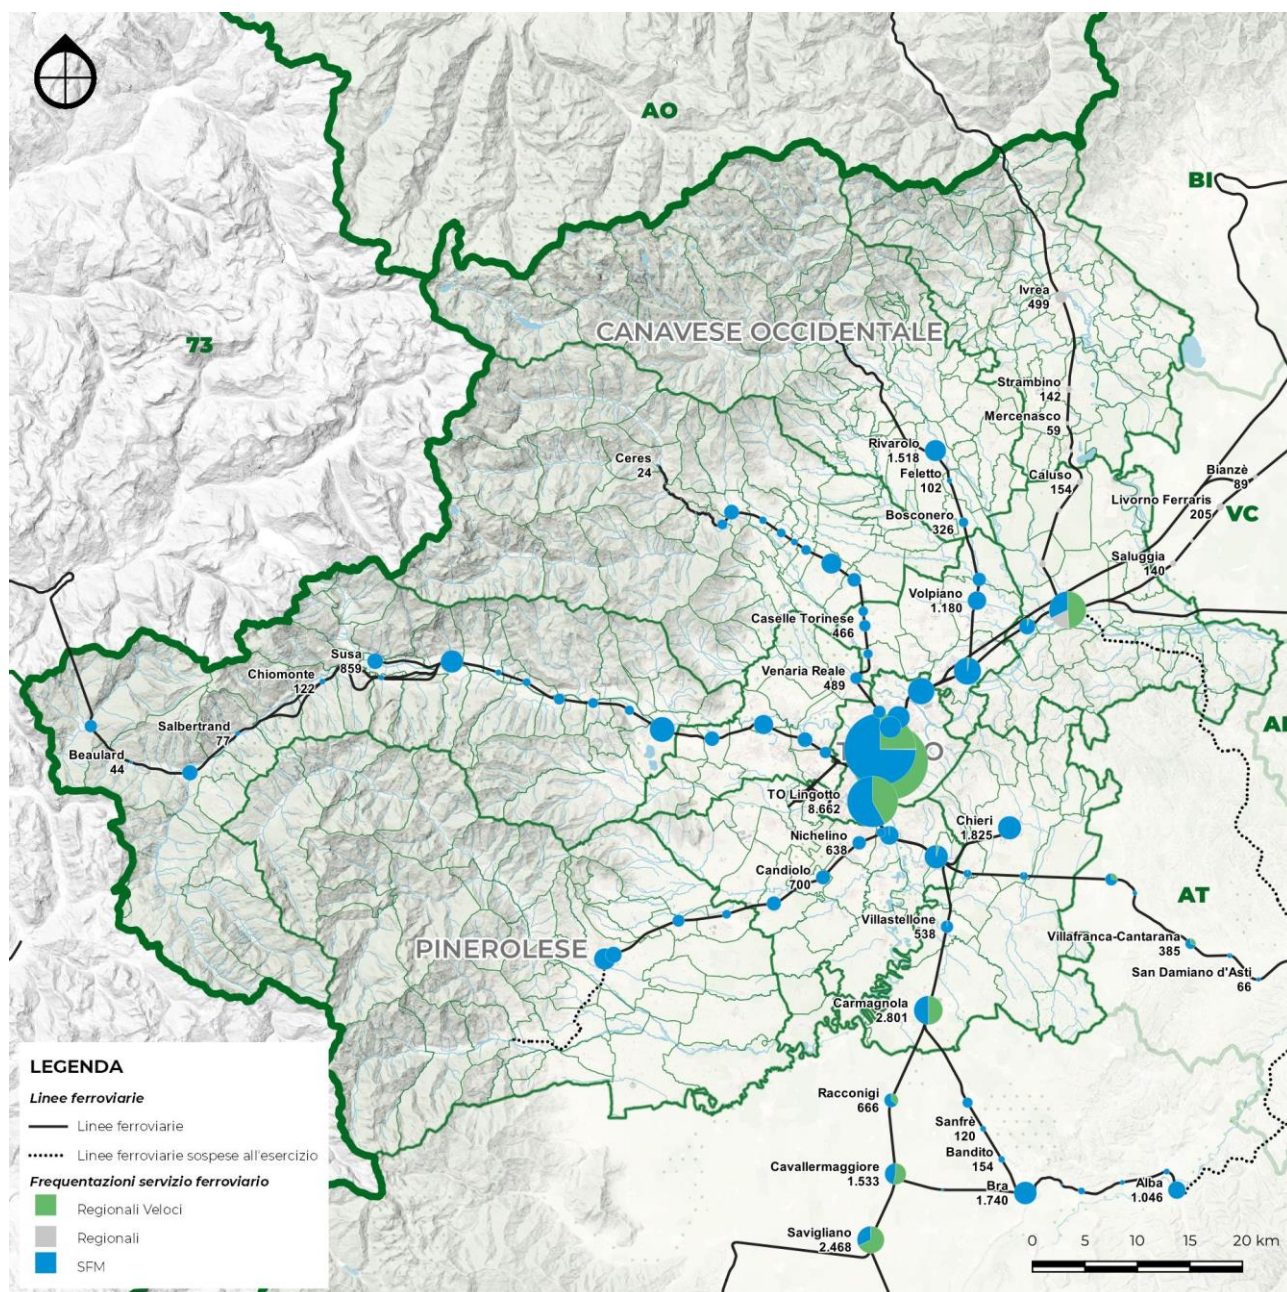 AO
BI
73
CANAVESE OCCIDENTALE
Ivrea
499
Strambino
142
Mercenasco
59
Rivarolo
1.518
Feletto
102
Ceres
24
Caluso
154
Bianzè
89
Livorno Ferraris
205
VC
Bosconero
326
Saluggia
140
Volpiano
1.180
Caselle Torinese
466
Susa
859
Chiomonte
122
Venaria Reale
489
Salbertrand
77
Beaulard
44
TO Lingotto
8.662
Chieri
1.825
Nichelino
638
Candiolo
700
AT
Villastellone
538
Villafranca-Cantarana
385
PINEROLESE
San Damiano d'Asti
66
Carmagnola
2.801
Racconigi
666
Sanfrè
120
Bandito
154
Cavallermaggiore
1.533
Bra
1.740
Alba
1.046
Savigliano
2.468
0 5 10 15 20 km
LEGENDA
Linee ferroviarie
Linee ferroviarie
Linee ferroviarie sospese all'esercizio
Frequentazioni servizio ferroviario
Regionali Veloci
Regionali
SFM